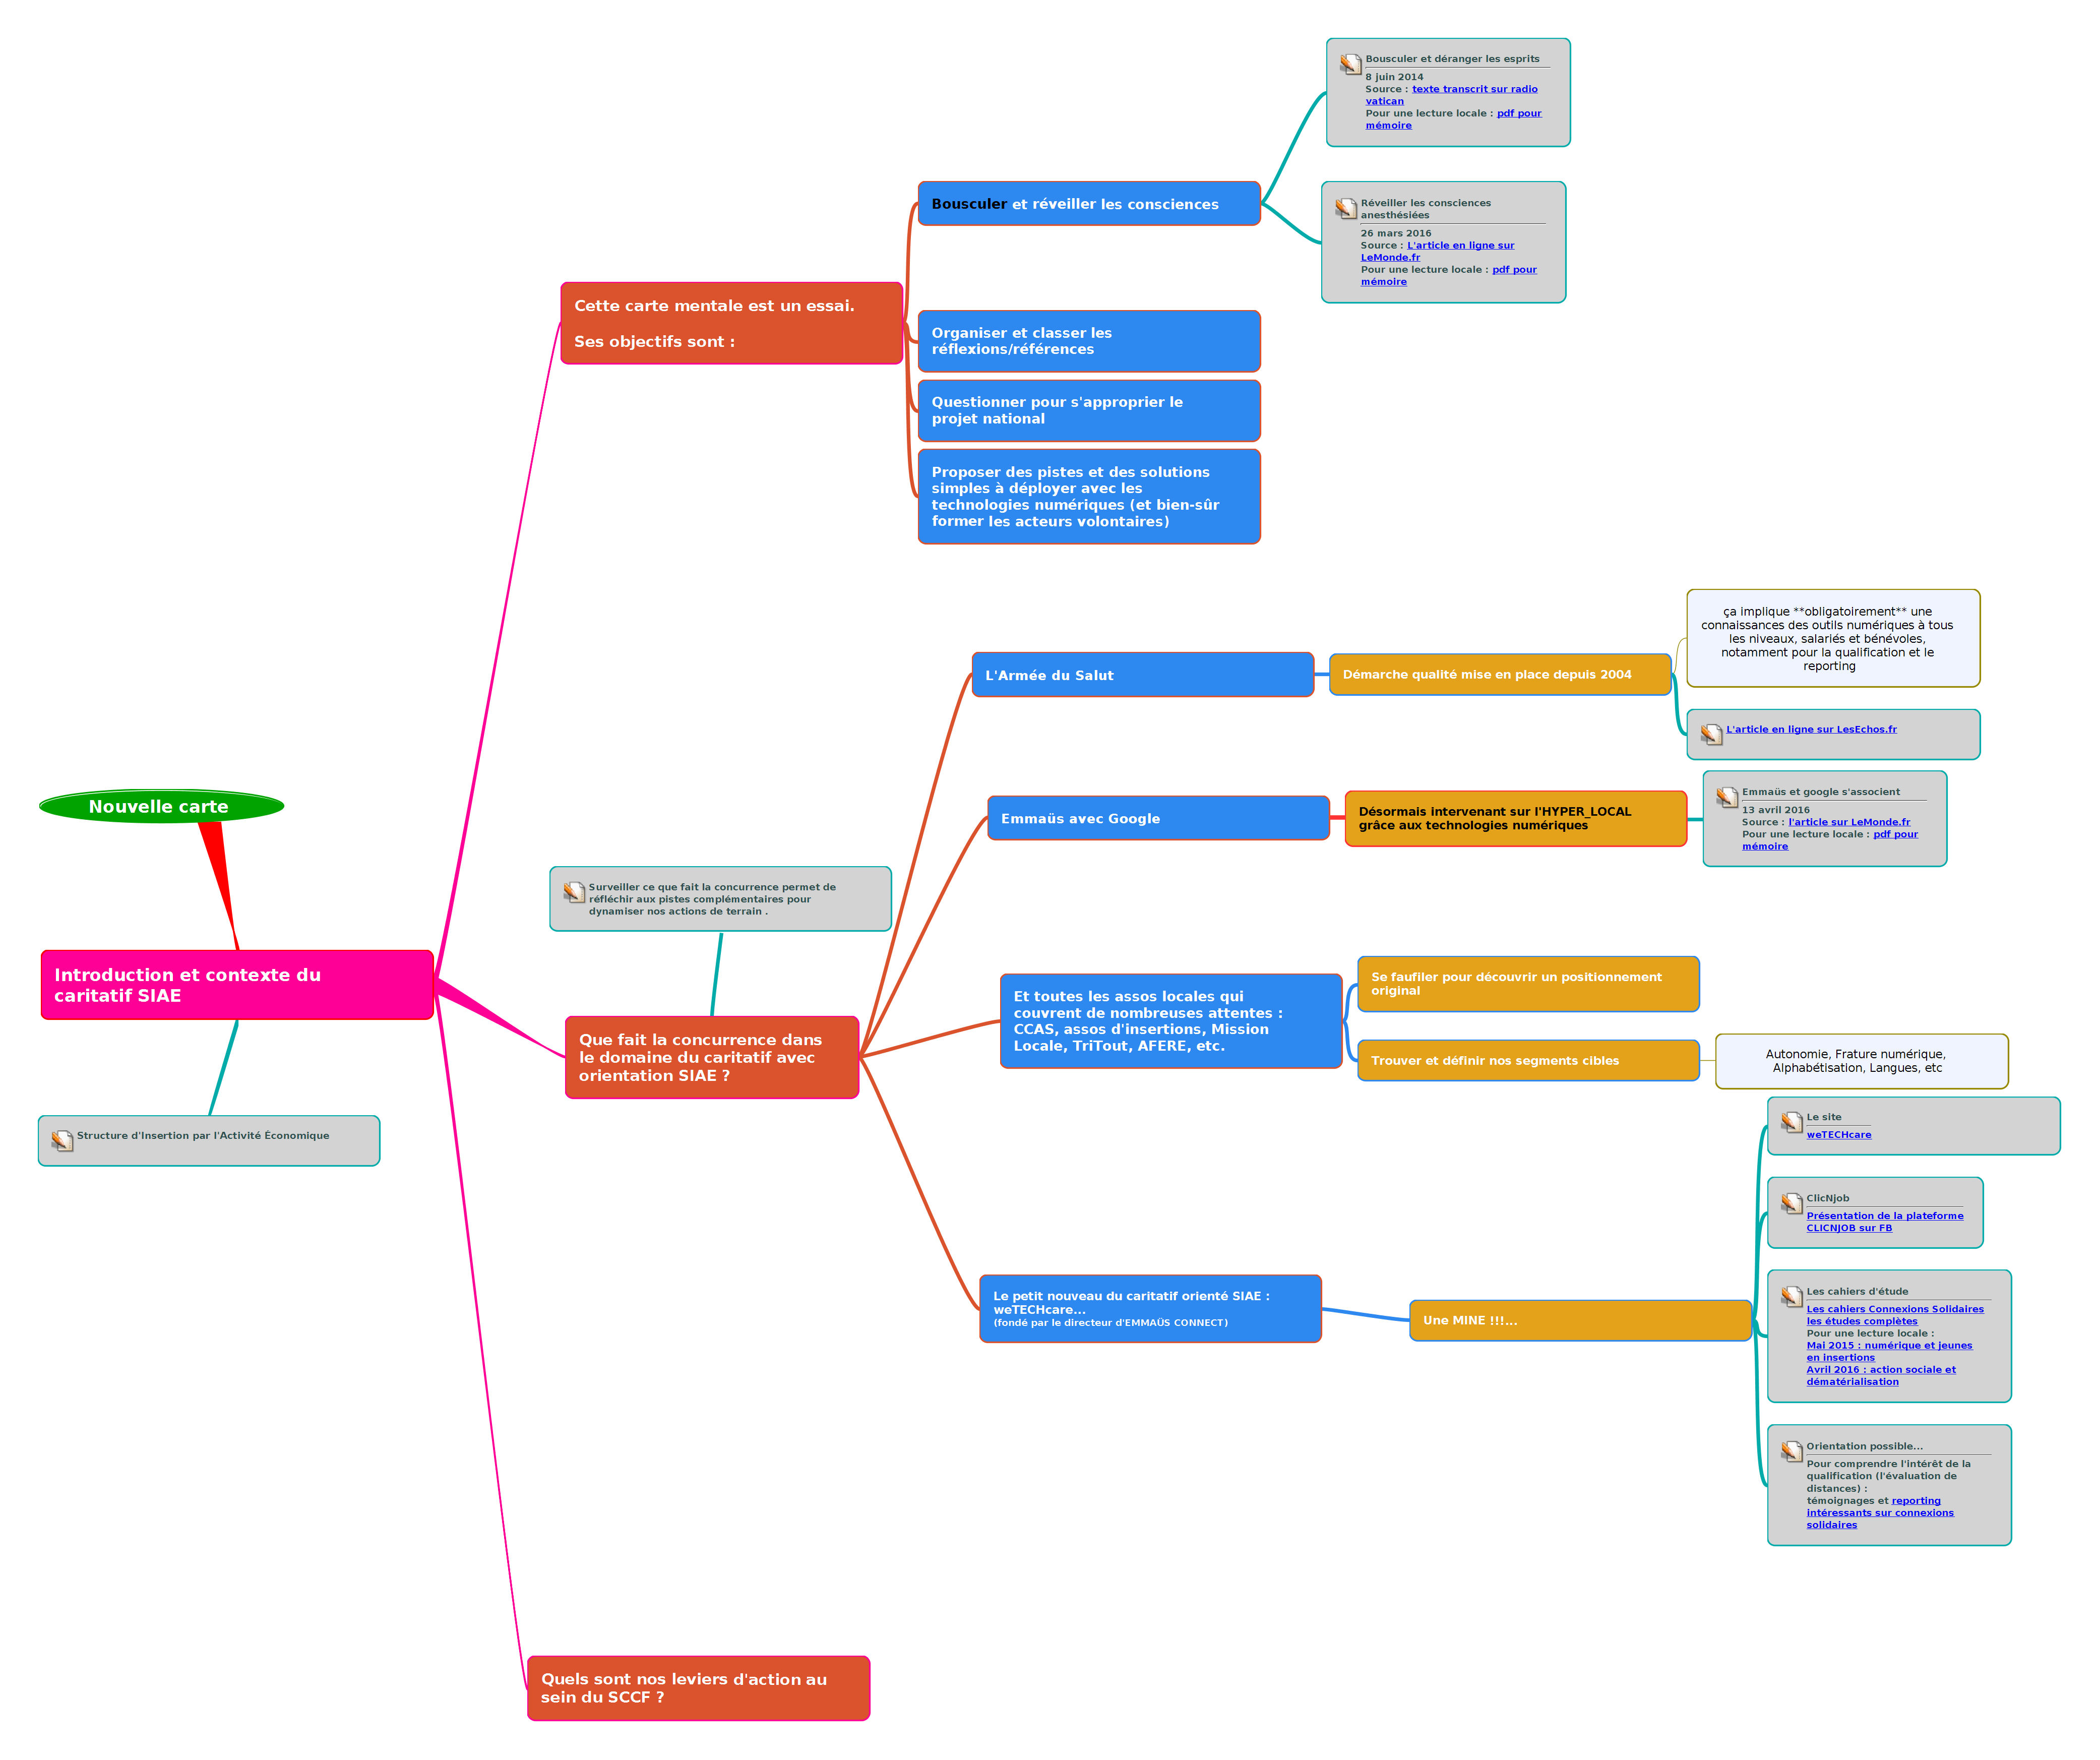 Nouvelle carte
Introduction et contexte du
caritatif SIAE
Structure d'Insertion par l'Activité Économique
Cette carte mentale est un essai.
Ses objectifs sont :
Bousculer et réveiller les consciences
Bousculer et déranger les esprits
8 juin 2014
Source : texte transcrit sur radio
vatican
Pour une lecture locale : pdf pour
mémoire
Réveiller les consciences
anesthésiées
26 mars 2016
Source : L'article en ligne sur
LeMonde.fr
Pour une lecture locale : pdf pour
mémoire
Organiser et classer les
réflexions/références
Questionner pour s'approprier le
projet national
Proposer des pistes et des solutions
simples à déployer avec les
technologies numériques (et bien-sûr
former les acteurs volontaires)
Surveiller ce que fait la concurrence permet de
réfléchir aux pistes complémentaires pour
dynamiser nos actions de terrain .
Que fait la concurrence dans
le domaine du caritatif avec
orientation SIAE ?
L'Armée du Salut
Démarche qualité mise en place depuis 2004
ça implique **obligatoirement** une
connaissances des outils numériques à tous
les niveaux, salariés et bénévoles,
notamment pour la qualification et le
reporting
L'article en ligne sur LesEchos.fr
Emmaüs avec Google
Désormais intervenant sur l'HYPER_LOCAL
grâce aux technologies numériques
Emmaüs et google s'associent
13 avril 2016
Source : l'article sur LeMonde.fr
Pour une lecture locale : pdf pour
mémoire
Et toutes les assos locales qui
couvrent de nombreuses attentes :
CCAS, assos d'insertions, Mission
Locale, TriTout, AFERE, etc.
Se faufiler pour découvrir un positionnement
original
Trouver et définir nos segments cibles
Autonomie, Frature numérique,
Alphabétisation, Langues, etc
Le petit nouveau du caritatif orienté SIAE :
weTECHcare...
(fondé par le directeur d'EMMAÜS CONNECT)
Une MINE !!!...
Le site
weTECHcare
ClicNjob
Présentation de la plateforme
CLICNJOB sur FB
Les cahiers d'étude
Les cahiers Connexions Solidaires
les études complètes
Pour une lecture locale :
Mai 2015 : numérique et jeunes
en insertions
Avril 2016 : action sociale et
dématérialisation
Orientation possible...
Pour comprendre l'intérêt de la
qualification (l'évaluation de
distances) :
témoignages et reporting
intéressants sur connexions
solidaires
Quels sont nos leviers d'action au
sein du SCCF ?